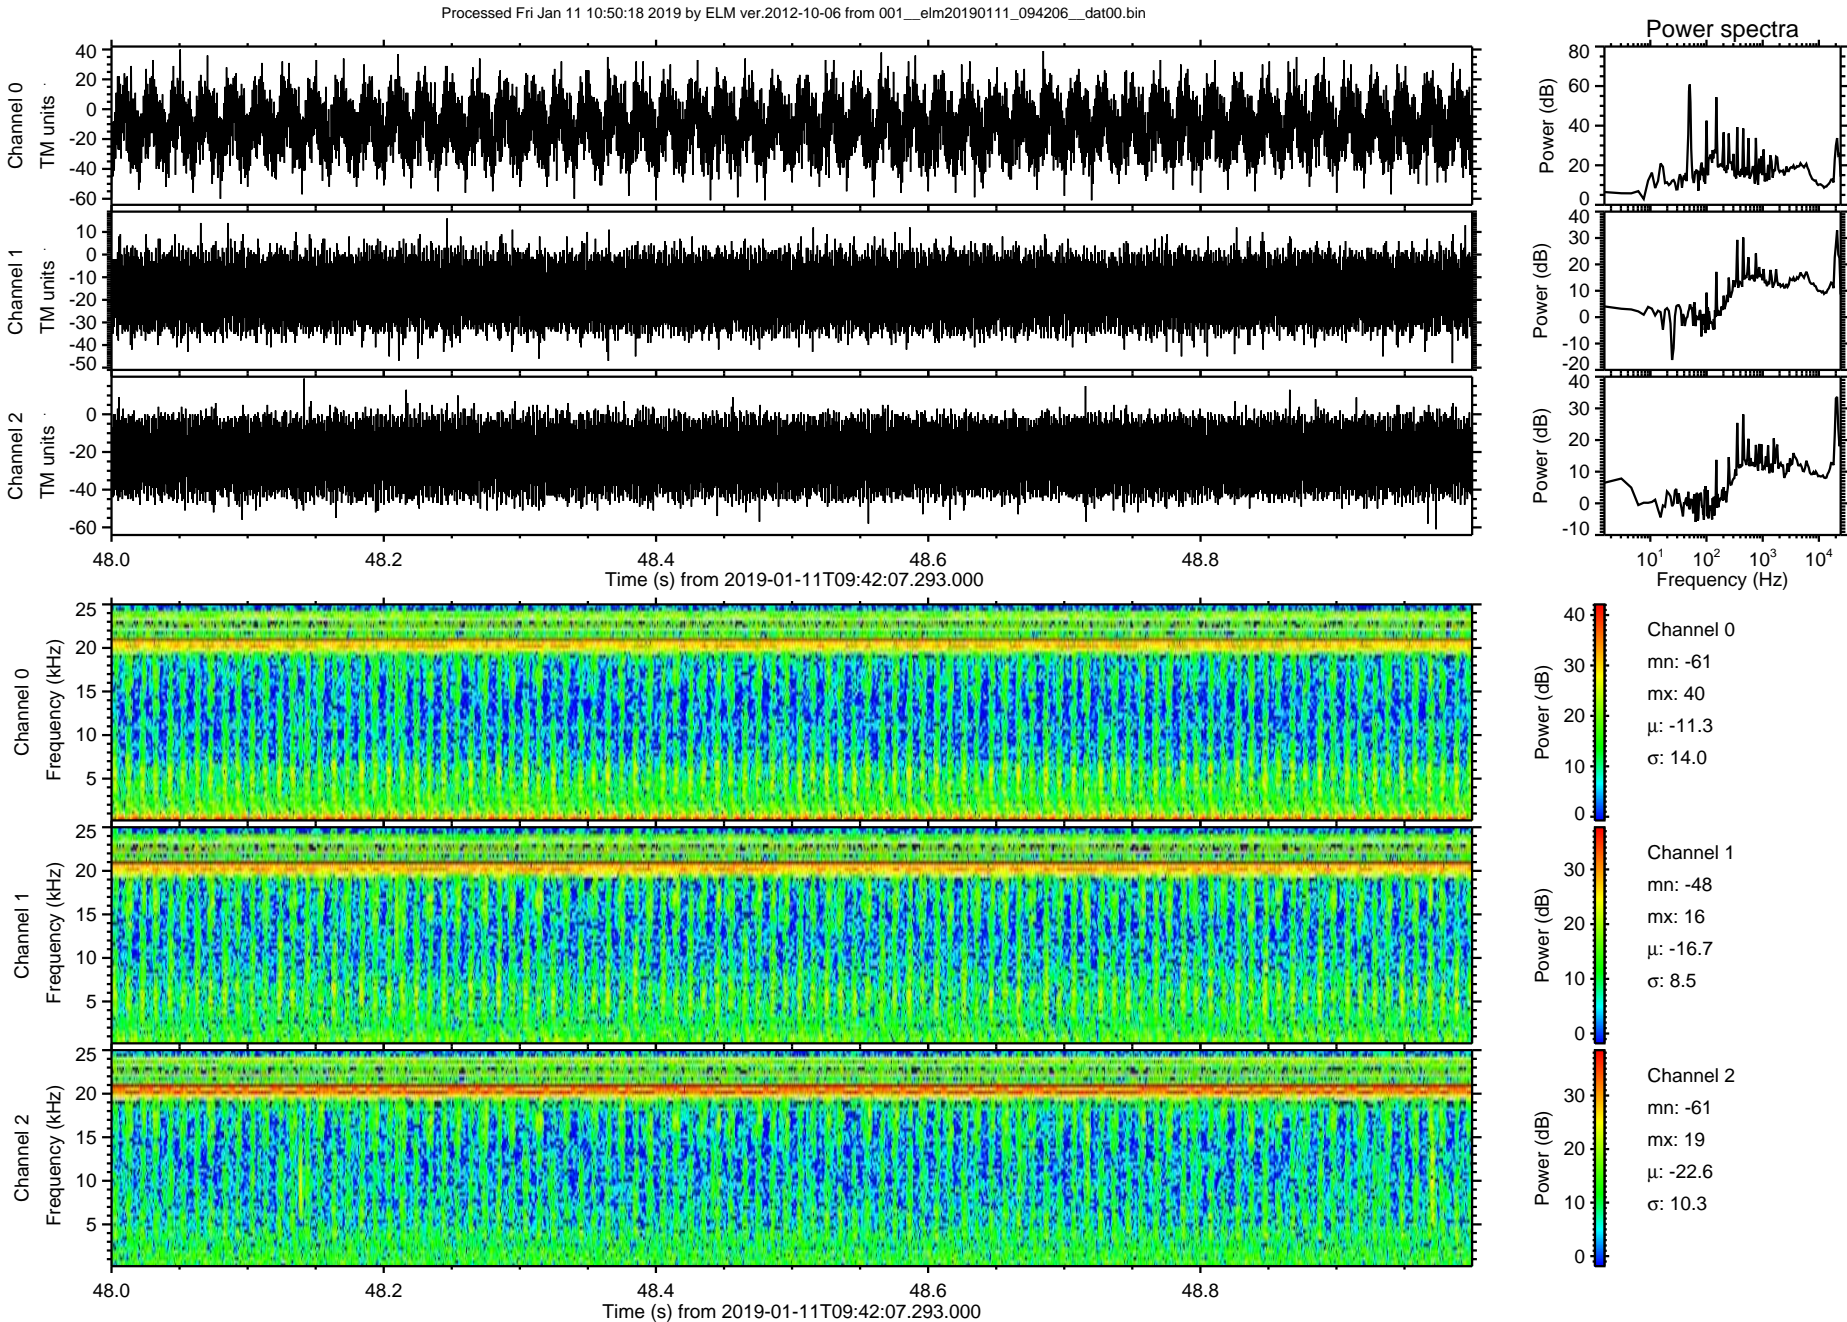 Processed Fri Jan 11 10:50:18 2019 by ELM ver.2012-10-06 from 001__elm20190111_094206__dat00.bin
Power spectra
Channel 0
TM units
40
20
0
-20
-40
-60
Power (dB)
80
60
40
20
0
Channel 1
TM units
10
0
-10
-20
-30
-40
-50
Power (dB)
40
30
20
10
0
-10
-20
Channel 2
TM units
0
-20
-40
-60
Power (dB)
40
30
20
10
0
-10
48.0 48.2 48.4 48.6 48.8
Time (s) from 2019-01-11T09:42:07.293.000
10^1 10^2 10^3 10^4
Frequency (Hz)
Channel 0
Frequency (kHz)
25
20
15
10
5
Power (dB)
40
30
20
10
0
Channel 0
mn: -61
mx: 40
μ: -11.3
σ: 14.0
Channel 1
Frequency (kHz)
25
20
15
10
5
Power (dB)
30
20
10
0
Channel 1
mn: -48
mx: 16
μ: -16.7
σ: 8.5
Channel 2
Frequency (kHz)
25
20
15
10
5
Power (dB)
30
20
10
0
Channel 2
mn: -61
mx: 19
μ: -22.6
σ: 10.3
48.0 48.2 48.4 48.6 48.8
Time (s) from 2019-01-11T09:42:07.293.000